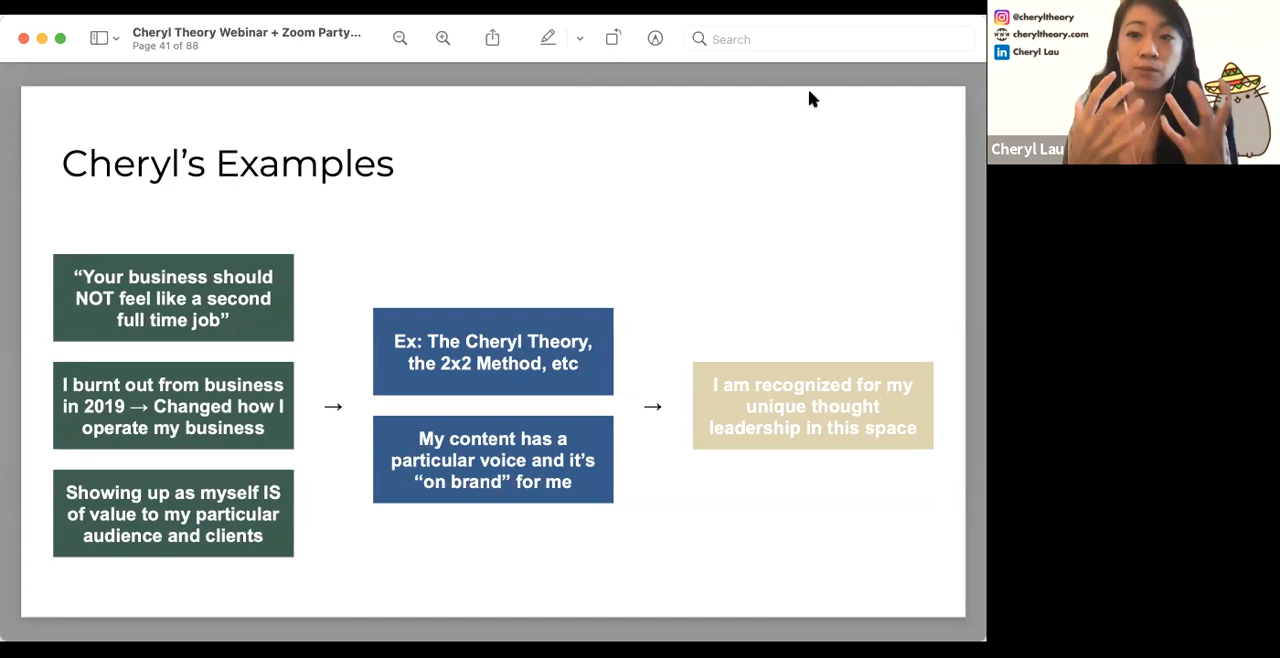 Cheryl Theory Webinar + Zoom Party...
Page 41 of 88
Search
@cheryltheory
cheryltheory.com
in Cheryl Lau
Cheryl Lau
Cheryl’s Examples
“Your business should
NOT feel like a second
full time job”
I burnt out from business
in 2019 → Changed how I
operate my business
Showing up as myself IS
of value to my particular
audience and clients
→
Ex: The Cheryl Theory,
the 2x2 Method, etc
My content has a
particular voice and it’s
“on brand” for me
→
I am recognized for my
unique thought
leadership in this space